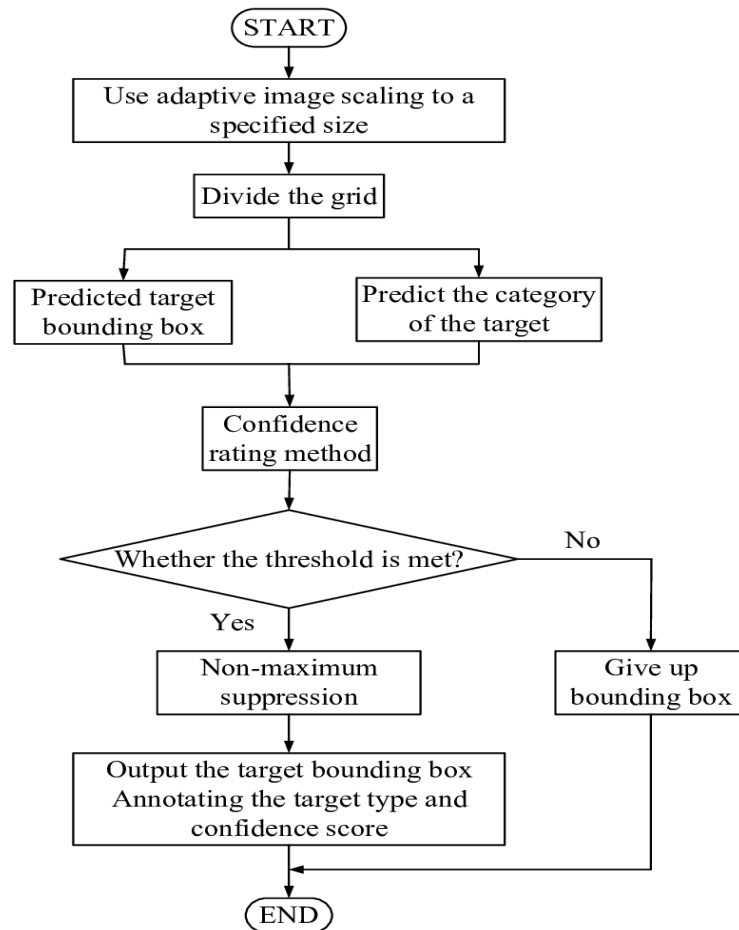 START
Use adaptive image scaling to a
specified size
Divide the grid
Predicted target
bounding box
Predict the category
of the target
Confidence
rating method
Whether the threshold is met?
No
Yes
Non-maximum
suppression
Give up
bounding box
Output the target bounding box
Annotating the target type and
confidence score
END